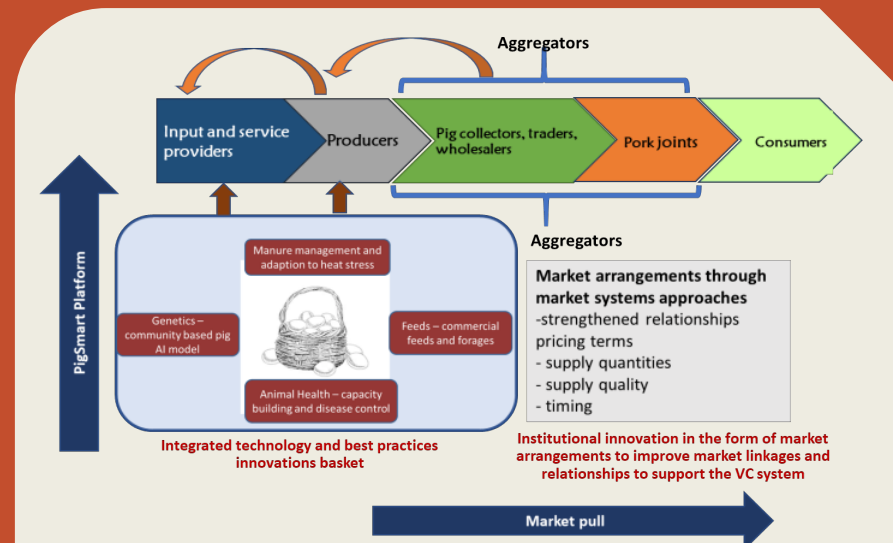 Aggregators
Input and service
providers
Producers
Pig collectors, traders,
wholesalers
Pork joints
Consumers
PigSmart Platform
Manure management and
adaption to heat stress
Genetics –
community based pig
AI model
Feeds – commercial
feeds and forages
Animal Health – capacity
building and disease control
Integrated technology and best practices
innovations basket
Aggregators
Market arrangements through
market systems approaches
-strengthened relationships
pricing terms
- supply quantities
- supply quality
- timing
Institutional innovation in the form of market
arrangements to improve market linkages and
relationships to support the VC system
Market pull